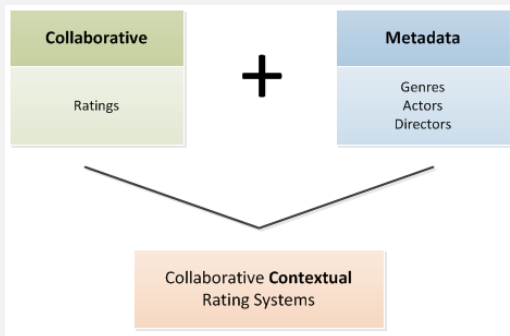 Collaborative
Ratings
+
Metadata
Genres
Actors
Directors
Collaborative Contextual
Rating Systems